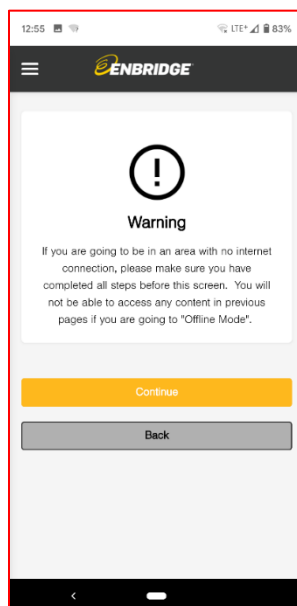 12:55 LTE+ 83%
ENBRIDGE
!
Warning
If you are going to be in an area with no internet
connection, please make sure you have
completed all steps before this screen. You will
not be able to access any content in previous
pages if you are going to "Offline Mode".
Continue
Back